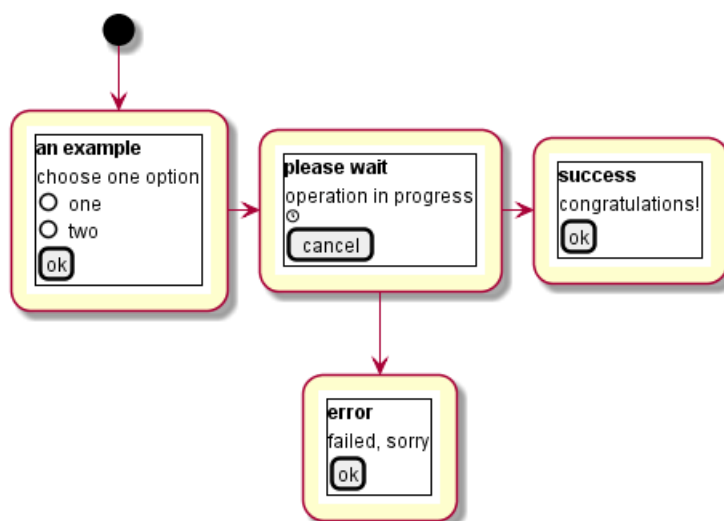 an example
choose one option
one
two
ok
please wait
operation in progress
cancel
success
congratulations!
ok
error
failed, sorry
ok